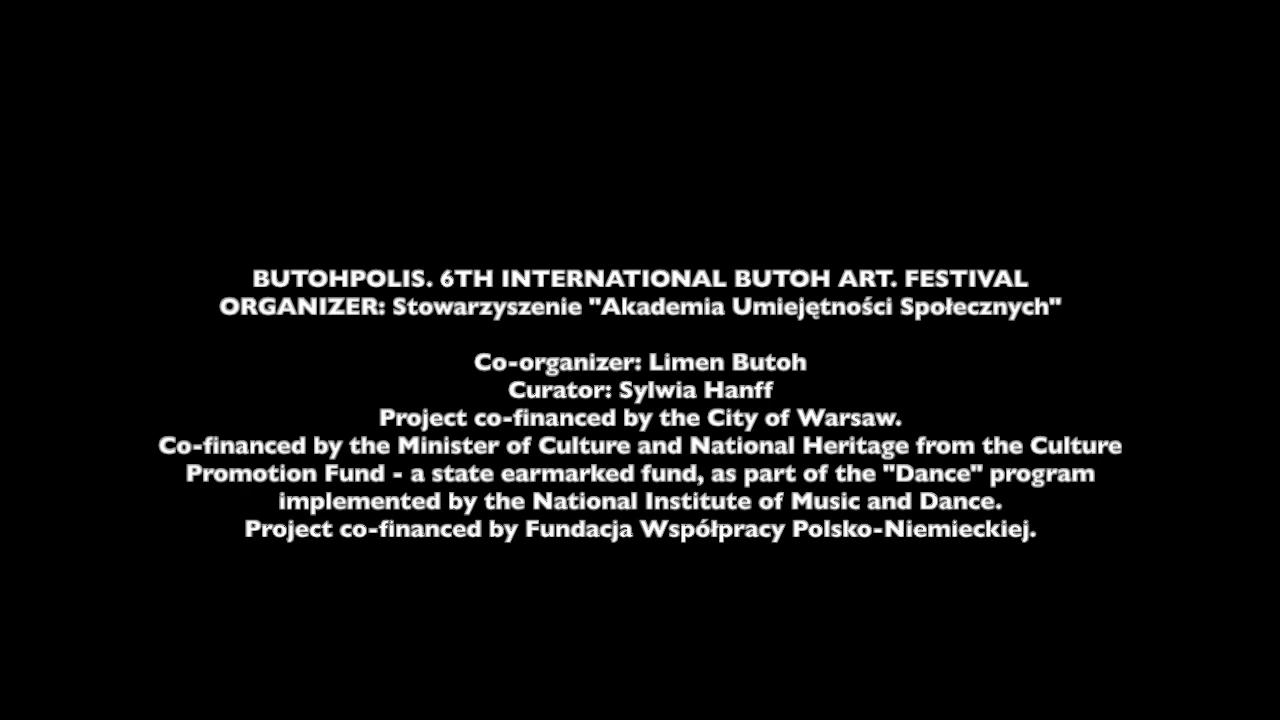 BUTOHPOLIS. 6TH INTERNATIONAL BUTOH ART. FESTIVAL
ORGANIZER: Stowarzyszenie "Akademia Umiejętności Społecznych"
Co-organizer: Limen Butoh
Curator: Sylwia Hanff
Project co-financed by the City of Warsaw.
Co-financed by the Minister of Culture and National Heritage from the Culture
Promotion Fund - a state earmarked fund, as part of the "Dance" program
implemented by the National Institute of Music and Dance.
Project co-financed by Fundacja Współpracy Polsko-Niemieckiej.